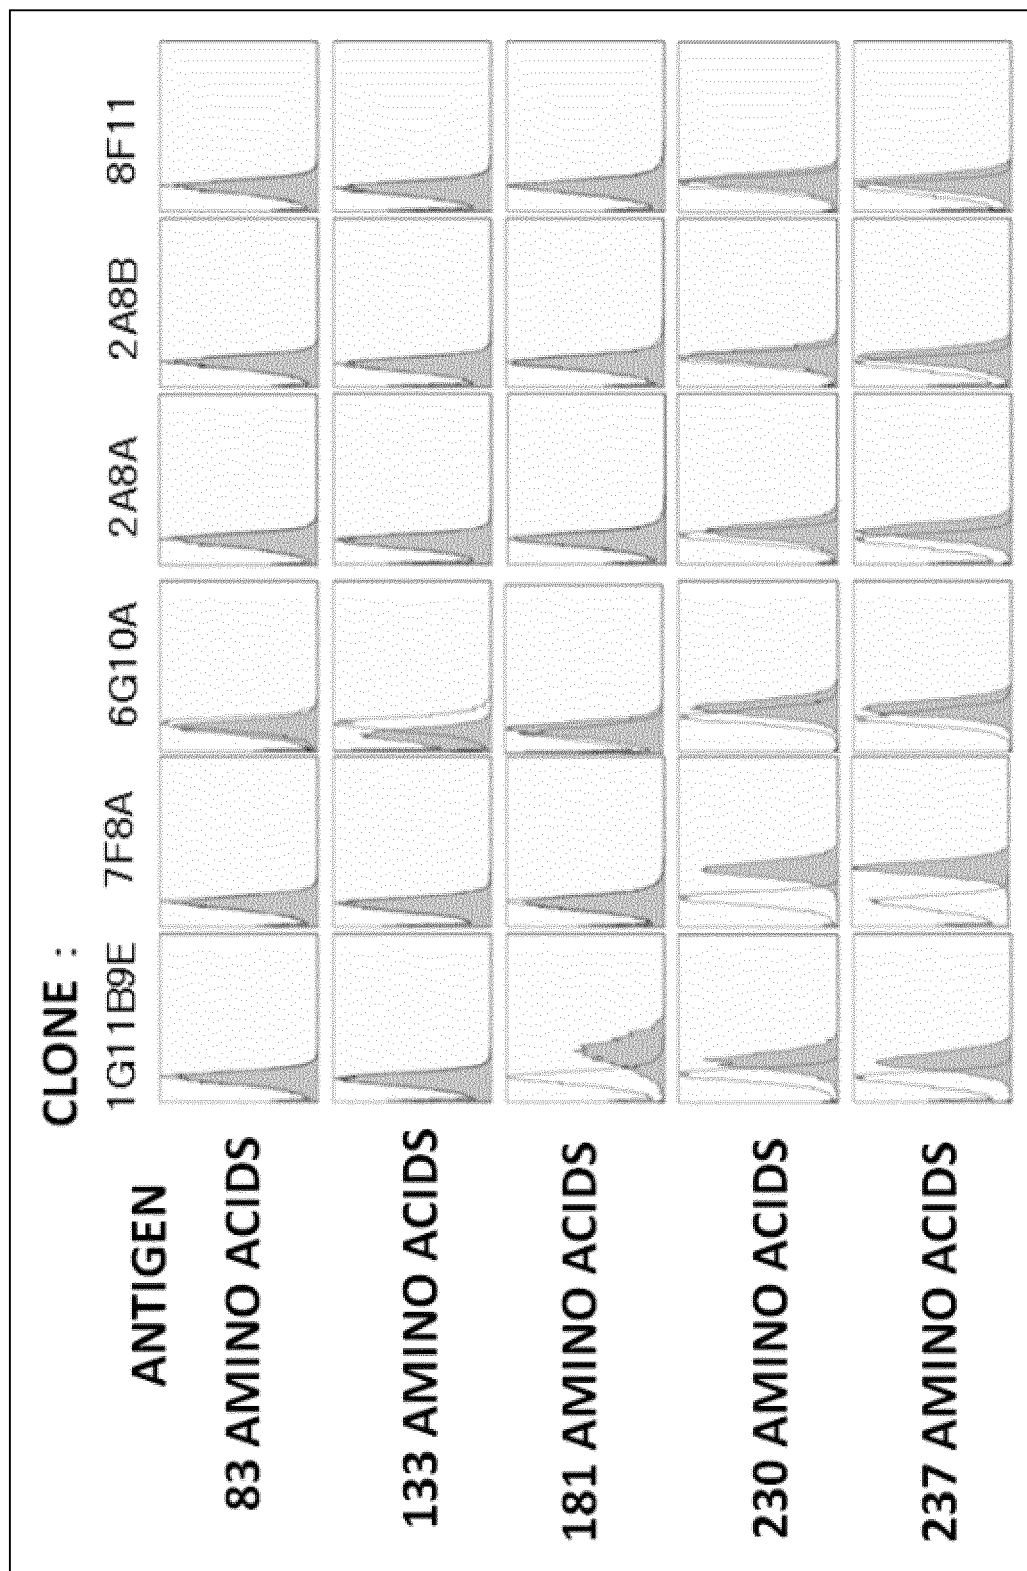 CLONE :
1G11B9E 7F8A 6G10A 2A8A 2A8B 8F11
ANTIGEN
83 AMINO ACIDS
133 AMINO ACIDS
181 AMINO ACIDS
230 AMINO ACIDS
237 AMINO ACIDS